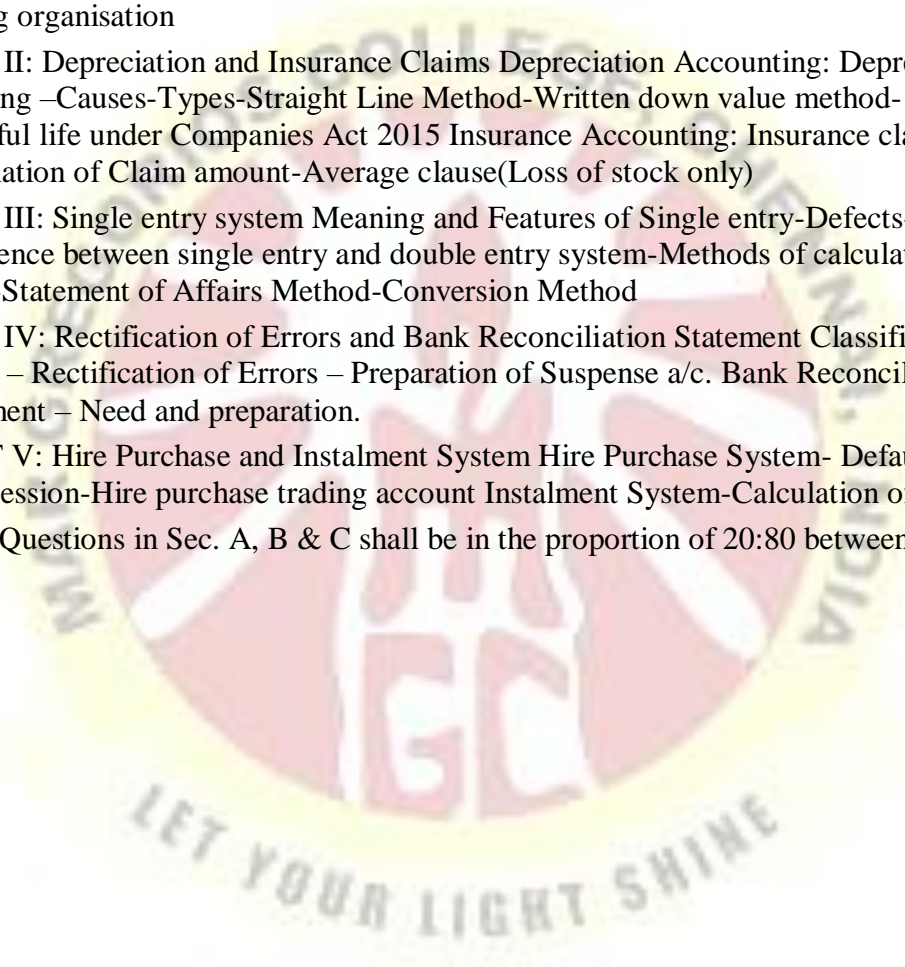 g organisation
II: Depreciation and Insurance Claims Depreciation Accounting: Depre
ng –Causes-Types-Straight Line Method-Written down value method-
ful life under Companies Act 2015 Insurance Accounting: Insurance cla
lation of Claim amount-Average clause(Loss of stock only)
III: Single entry system Meaning and Features of Single entry-Defects-
ence between single entry and double entry system-Methods of calculat
-Statement of Affairs Method-Conversion Method
IV: Rectification of Errors and Bank Reconciliation Statement Classifi
– Rectification of Errors – Preparation of Suspense a/c. Bank Reconcil
ment – Need and preparation.
V: Hire Purchase and Instalment System Hire Purchase System- Defau
ession-Hire purchase trading account Instalment System-Calculation o
Questions in Sec. A, B & C shall be in the proportion of 20:80 between
GC
LET YOUR LIGHT SHINE